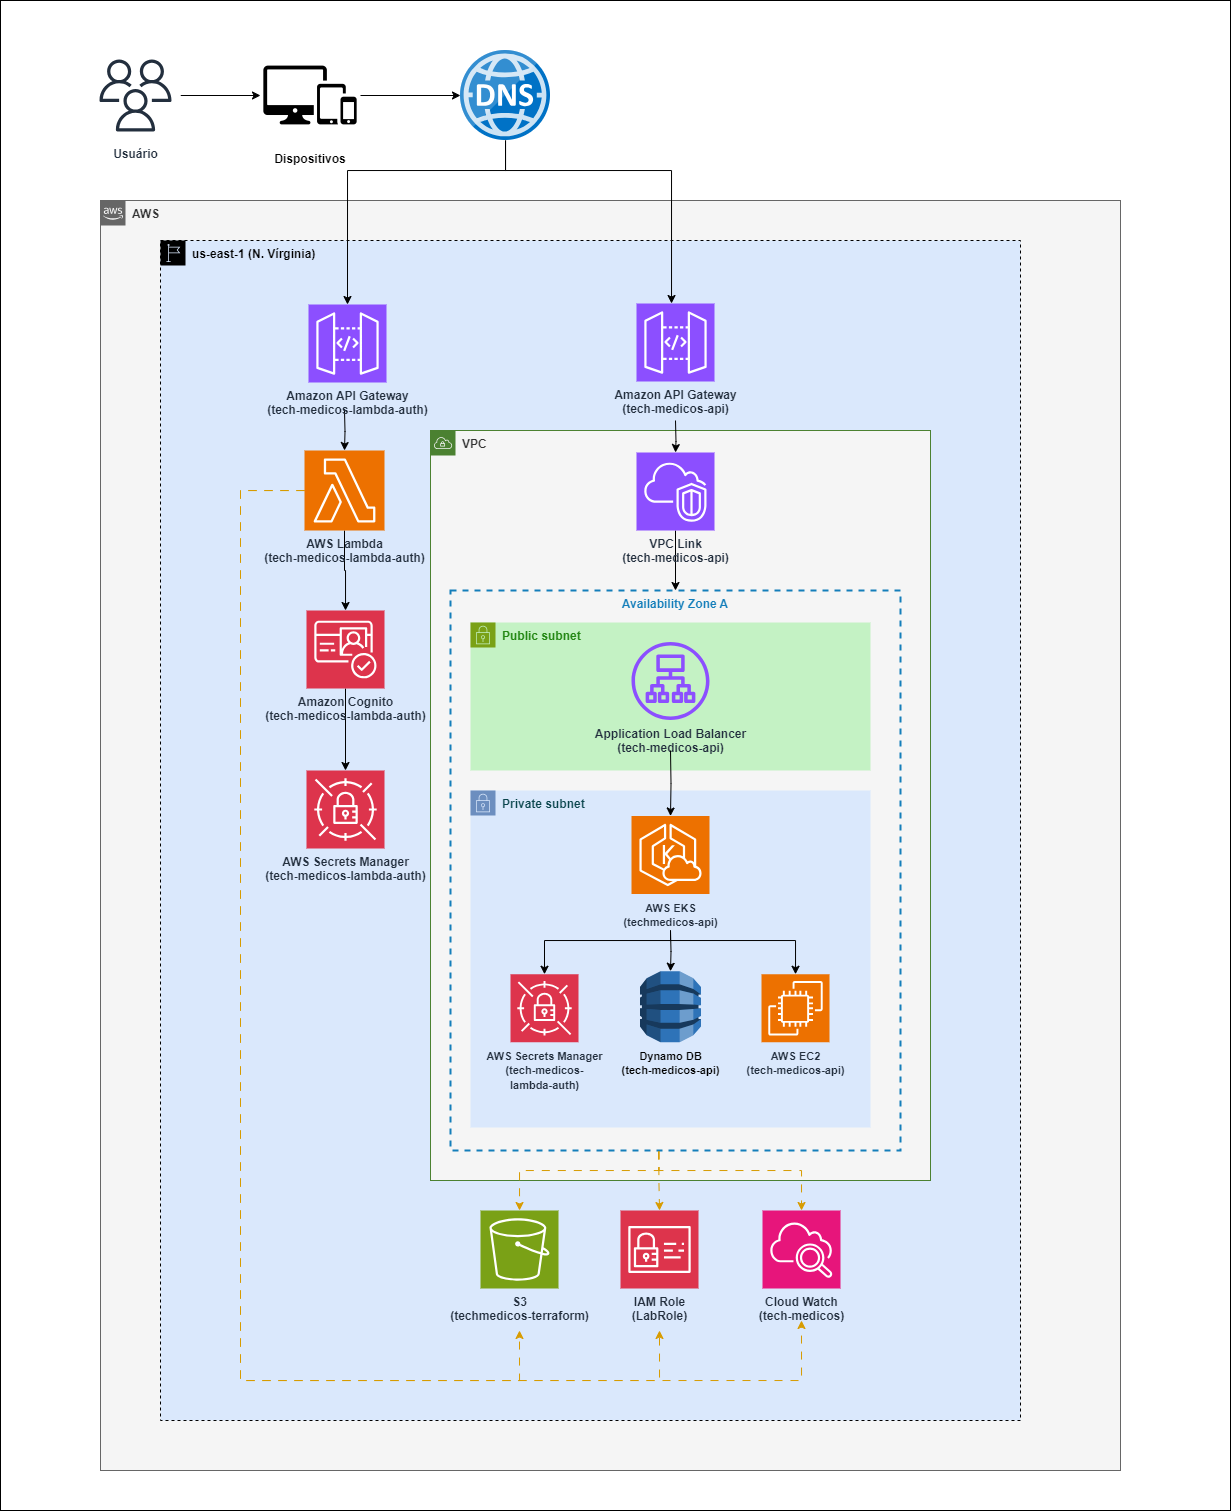 DNS
Usuário
Dispositivos
aws
AWS
us-east-1 (N. Vírginia)
</>
Amazon API Gateway
(tech-medicos-lambda-auth)
</>
Amazon API Gateway
(tech-medicos-api)
VPC
AWS Lambda
(tech-medicos-lambda-auth)
VPC Link
(tech-medicos-api)
Availability Zone A
Public subnet
Amazon Cognito
(tech-medicos-lambda-auth)
Application Load Balancer
(tech-medicos-api)
Private subnet
AWS Secrets Manager
(tech-medicos-lambda-auth)
K
AWS EKS
(techmedicos-api)
AWS Secrets Manager
(tech-medicos-
lambda-auth)
Dynamo DB
(tech-medicos-api)
AWS EC2
(tech-medicos-api)
S3
(techmedicos-terraform)
IAM Role
(LabRole)
Cloud Watch
(tech-medicos)